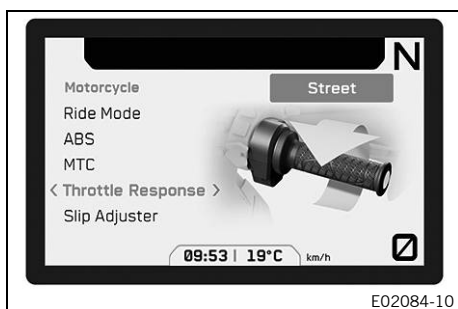 N
Motorcycle
Street
Ride Mode
ABS
MTC
< Throttle Response >
Slip Adjuster
09:53 | 19°C km/h
0
E02084-10